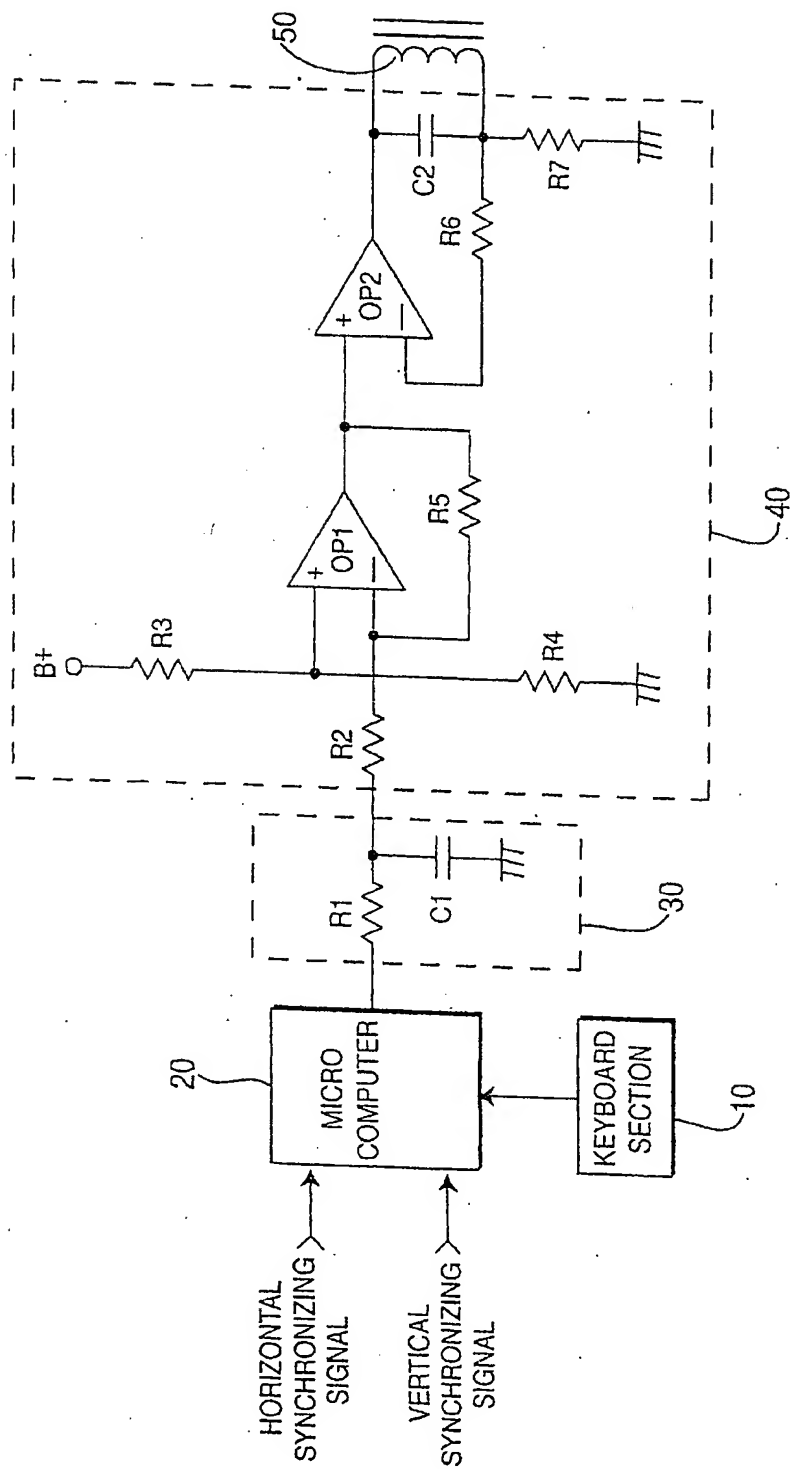 HORIZONTAL
SYNCHRONIZING
SIGNAL
VERTICAL
SYNCHRONIZING
SIGNAL
20
MICRO
COMPUTER
KEYBOARD
SECTION
10
R1
C1
30
B+
R3
R2
R4
+
OP1
−
R5
+
OP2
−
R6
C2
R7
40
50